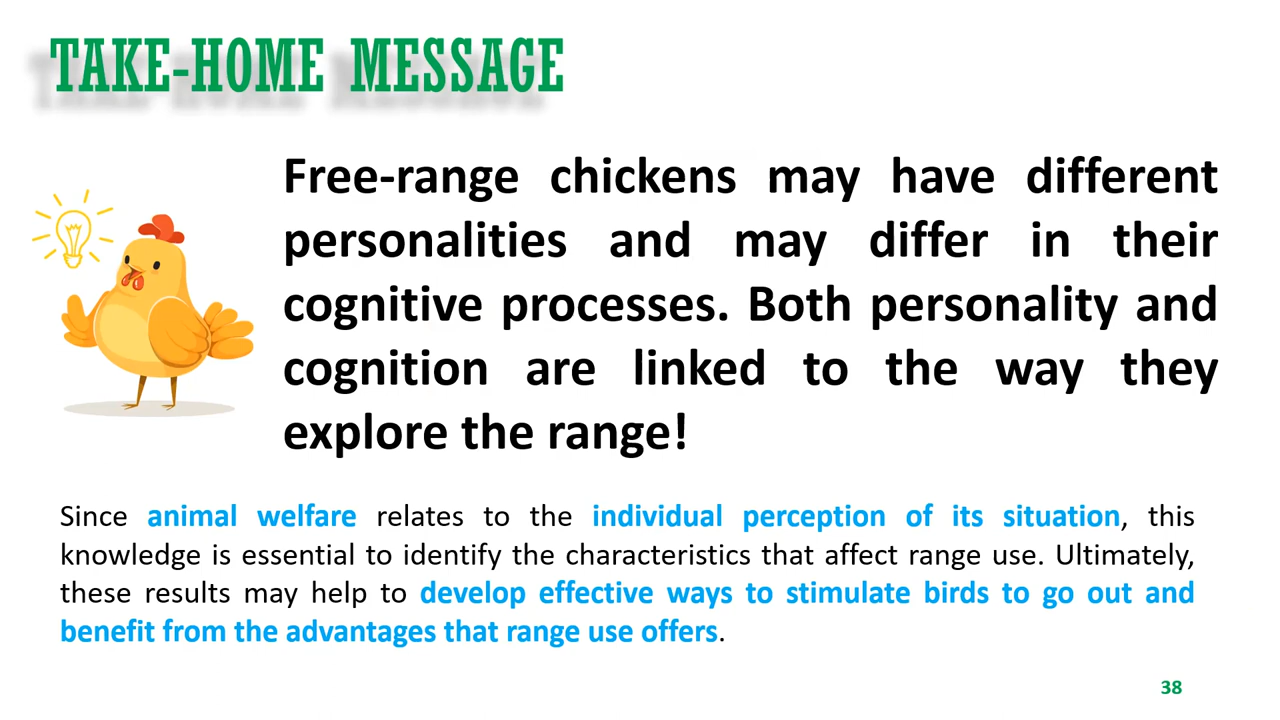 TAKE-HOME MESSAGE
Free-range chickens may have different
personalities and may differ in their
cognitive processes. Both personality and
cognition are linked to the way they
explore the range!
Since animal welfare relates to the individual perception of its situation, this
knowledge is essential to identify the characteristics that affect range use. Ultimately,
these results may help to develop effective ways to stimulate birds to go out and
benefit from the advantages that range use offers.
38